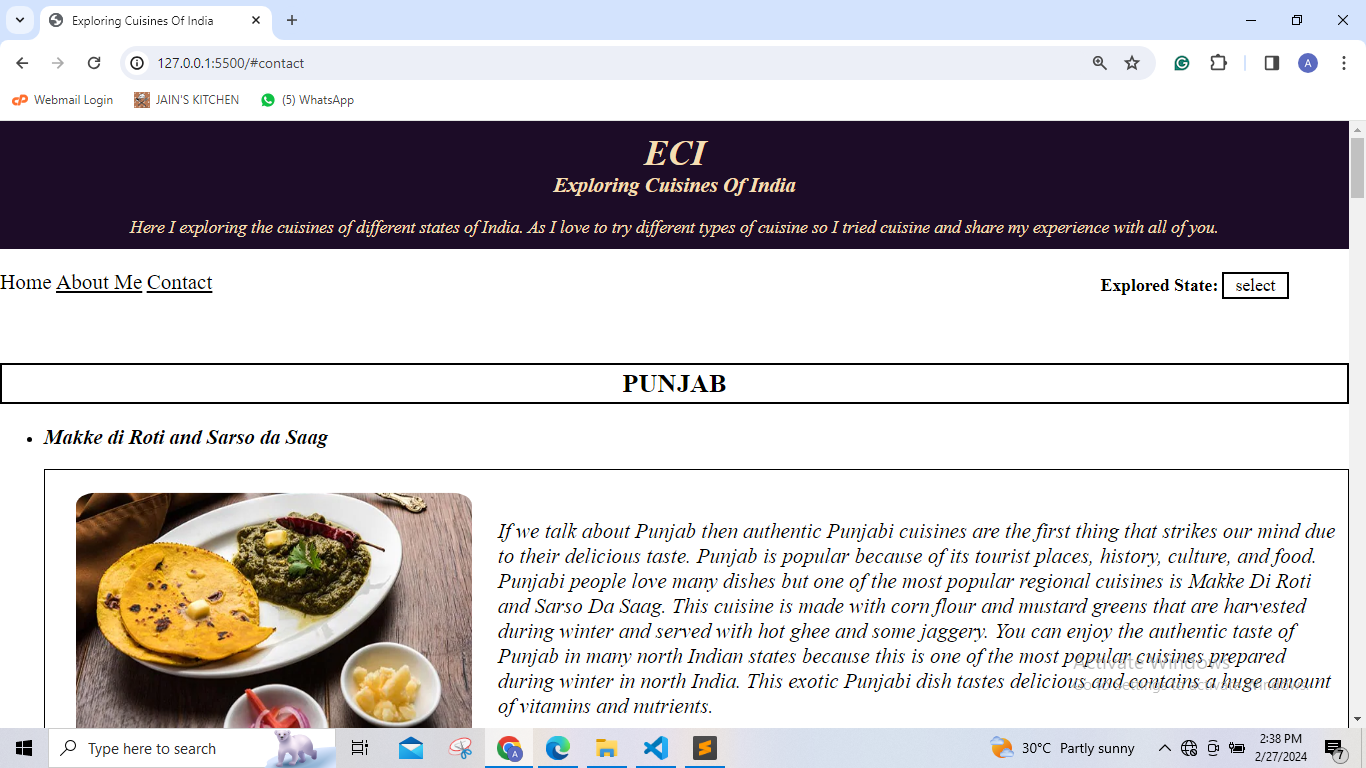 Exploring Cuisines Of India
127.0.0.1:5500/#contact
A
Webmail Login
JAIN'S KITCHEN
(5) WhatsApp
ECI
Exploring Cuisines Of India
Here I exploring the cuisines of different states of India. As I love to try different types of cuisine so I tried cuisine and share my experience with all of you.
Home About Me Contact
Explored State: select
PUNJAB
Makke di Roti and Sarso da Saag
If we talk about Punjab then authentic Punjabi cuisines are the first thing that strikes our mind due
to their delicious taste. Punjab is popular because of its tourist places, history, culture, and food.
Punjabi people love many dishes but one of the most popular regional cuisines is Makke Di Roti
and Sarso Da Saag. This cuisine is made with corn flour and mustard greens that are harvested
during winter and served with hot ghee and some jaggery. You can enjoy the authentic taste of
Punjab in many north Indian states because this is one of the most popular cuisines prepared
during winter in north India. This exotic Punjabi dish tastes delicious and contains a huge amount
of vitamins and nutrients.
Activate Windows
Go to Settings to activate Windows.
Type here to search
A
30°C Partly sunny
2:38 PM
2/27/2024
7